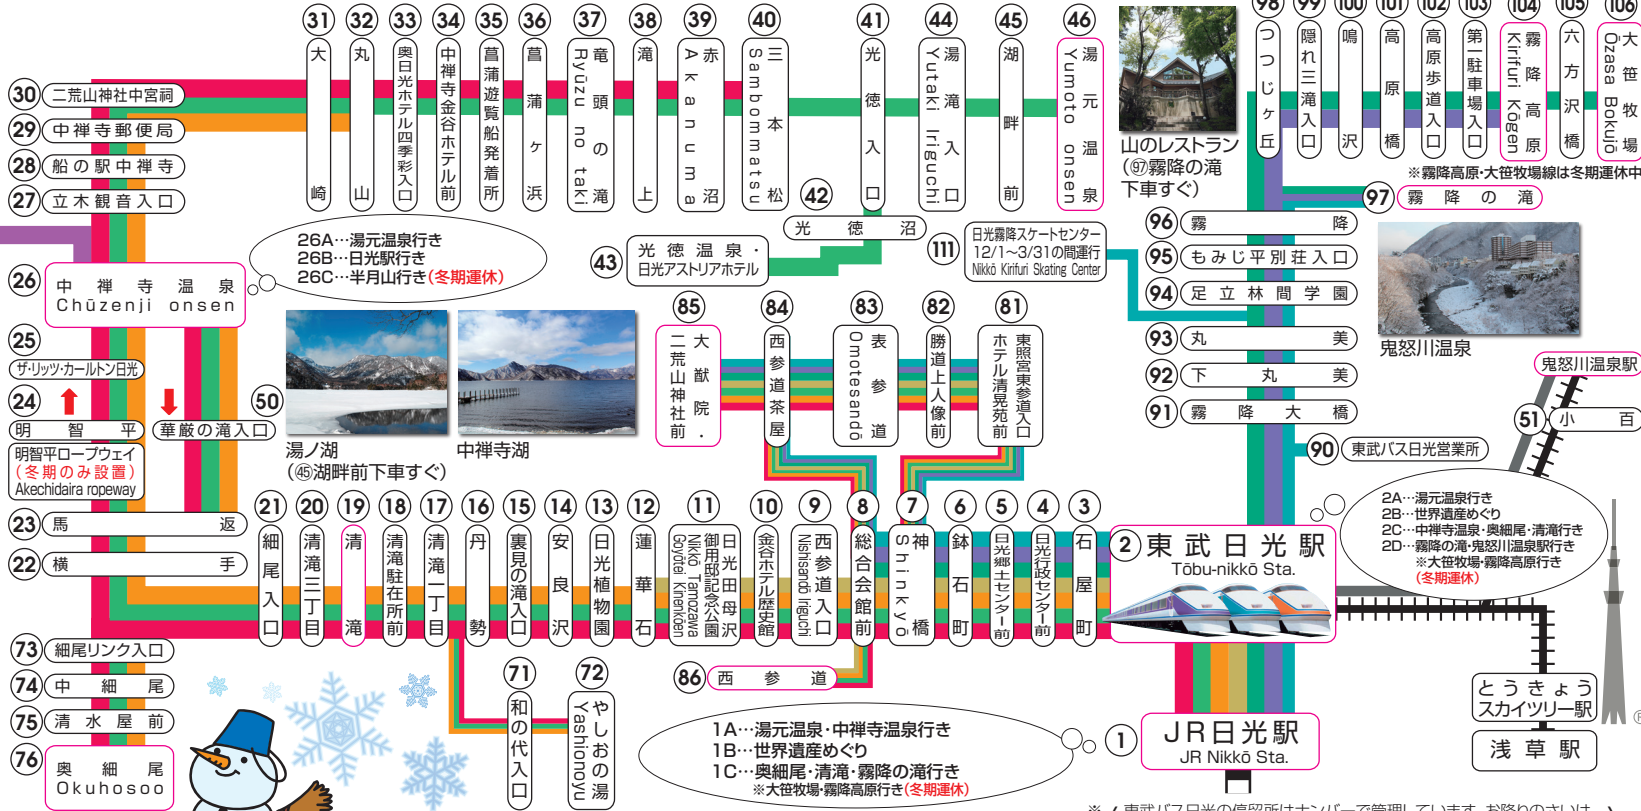 31
大崎
32
丸山
33
奥日光ホテル四季彩入口
34
中禅寺金谷ホテル前
35
菖蒲遊覧船発着所
36
菖蒲ヶ浜
37
竜頭の滝
Ryūzu no taki
38
滝上
39
赤沼
Akanuma
40
三本松
Sambommatsu
41
光徳入口
44
湯滝入口
Yutaki Iriguchi
45
湖畔前
46
湯元温泉
Yumoto onsen
山のレストラン
(97霧降の滝
下車すぐ)
98
つつじヶ丘
99
隠れ三滝入口
100
鳴沢
101
高原橋
102
高原歩道入口
103
第一駐車場入口
104
霧降高原
Kirifuri Kōgen
105
六方沢橋
106
大笹牧場
Ozasa Bokujō
※霧降高原・大笹牧場線は冬期運休中
30
二荒山神社中宮祠
29
中禅寺郵便局
28
船の駅中禅寺
27
立木観音入口
26
中禅寺温泉
Chūzenji onsen
26A…湯元温泉行き
26B…日光駅行き
26C…半月山行き(冬期運休)
42
光徳沼
43
光徳温泉・
日光アストリアホテル
111
日光霧降スケートセンター
12/1～3/31の間運行
Nikkō Kirifuri Skating Center
97
霧降の滝
96
霧降
95
もみじ平別荘入口
94
足立林間学園
93
丸美
92
下丸美
91
霧降大橋
90
東武バス日光営業所
鬼怒川温泉
鬼怒川温泉駅
51
小百
25
ザ・リッツ・カールトン日光
24
明智平
明智平ロープウェイ
(冬期のみ設置)
Akechidaira ropeway
50
華厳の滝入口
湯ノ湖
(45湖畔前下車すぐ)
中禅寺湖
85
大猷院・
二荒山神社前
84
西参道茶屋
83
表参道
Omotesandō
82
勝道上人像前
81
東照宮東参道入口
ホテル清晃苑前
23
馬返
22
横手
21
細尾入口
20
清滝三丁目
19
清滝
18
清滝駐在所前
17
清滝一丁目
16
丹勢
15
裏見の滝入口
14
安良沢
13
日光植物園
12
蓮華石
11
日光田母沢
御用邸記念公園
Nikkō Tamozawa
Goyōtei Kinenkōen
10
金谷ホテル歴史館
9
西参道入口
Nishisandō Iriguchi
8
総合会館前
7
神橋
Shinkyō
6
鉢石町
5
日光郷土センター前
4
日光行政センター前
3
石屋町
2
東武日光駅
Tōbu-nikkō Sta.
2A…湯元温泉行き
2B…世界遺産めぐり
2C…中禅寺温泉・奥細尾・清滝行き
2D…霧降の滝・鬼怒川温泉駅行き
※大笹牧場・霧降高原行き
(冬期運休)
73
細尾リンク入口
74
中細尾
75
清水屋前
76
奥細尾
Okuhosoo
71
和の代入口
72
やしおの湯
Yashionoyu
86
西参道
1A…湯元温泉・中禅寺温泉行き
1B…世界遺産めぐり
1C…奥細尾・清滝・霧降の滝行き
※大笹牧場・霧降高原行き(冬期運休)
1
JR日光駅
JR Nikkō Sta.
とうきょう
スカイツリー駅
浅草駅
※(東武バス日光の停留所はナンバーで管理しています。お降りのさいは、)